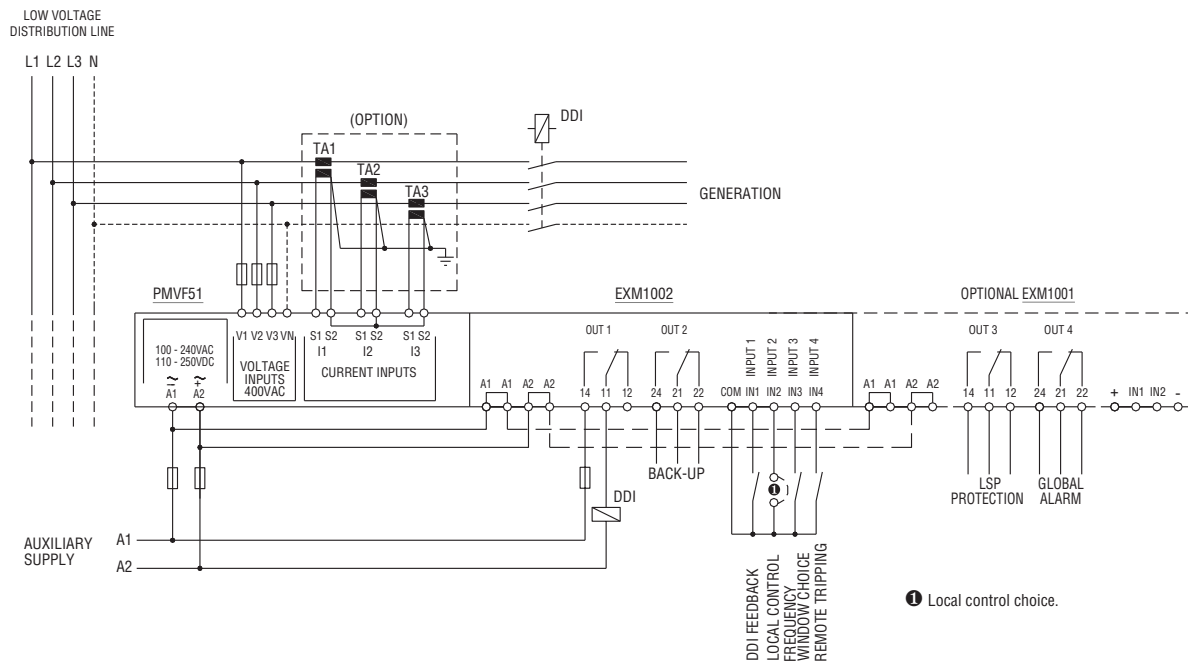 LOW VOLTAGE
DISTRIBUTION LINE
L1 L2 L3 N
(OPTION)
DDI
TA1
TA2
TA3
GENERATION
PMVF51
EXM1002
OPTIONAL EXM1001
100 - 240VAC
110 - 250VDC
~ ~
- +
A1 A2
V1 V2 V3 VN
VOLTAGE
INPUTS
400VAC
S1 S2 S1 S2 S1 S2
I1 I2 I3
CURRENT INPUTS
A1 A1 A2 A2
OUT 1
14 11 12
OUT 2
24 21 22
INPUT 1
INPUT 2
INPUT 3
INPUT 4
COM IN1 IN2 IN3 IN4
A1 A1 A2 A2
OUT 3
14 11 12
OUT 4
24 21 22
+ IN1 IN2 -
BACK-UP
❶
LSP
PROTECTION
GLOBAL
ALARM
DDI
AUXILIARY
SUPPLY
A1
A2
DDI FEEDBACK
LOCAL CONTROL
FREQUENCY
WINDOW CHOICE
REMOTE TRIPPING
❶ Local control choice.